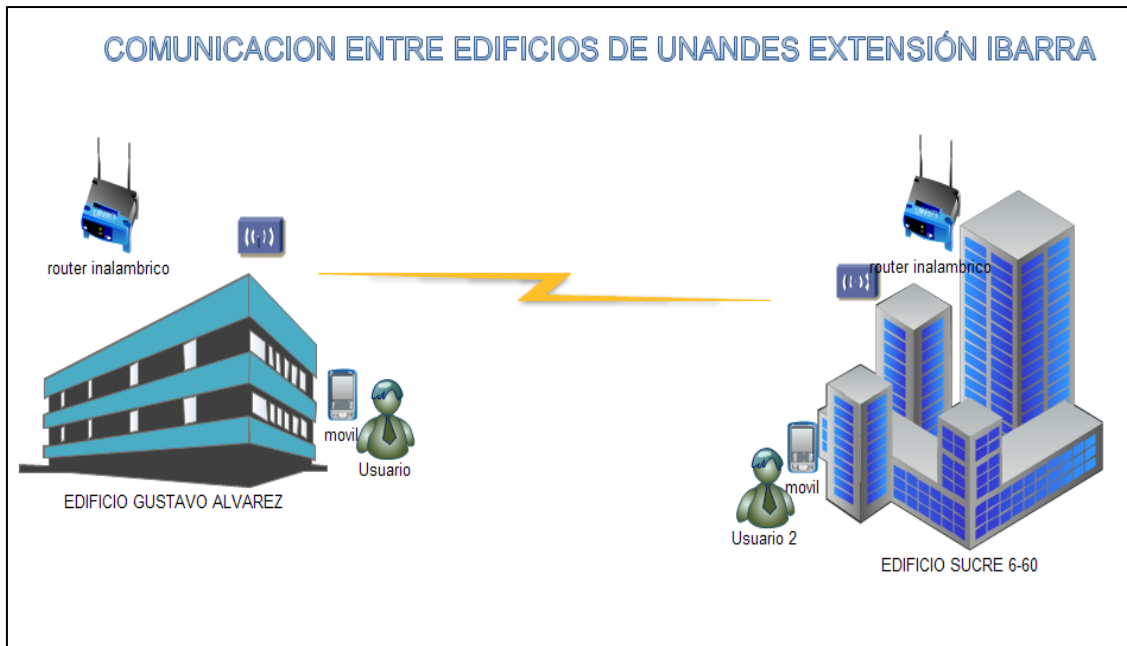 COMUNICACION ENTRE EDIFICIOS DE UNANDES EXTENSIÓN IBARRA
router inalambrico
router inalambrico
movil
Usuario
EDIFICIO GUSTAVO ALVAREZ
movil
Usuario 2
EDIFICIO SUCRE 6-60